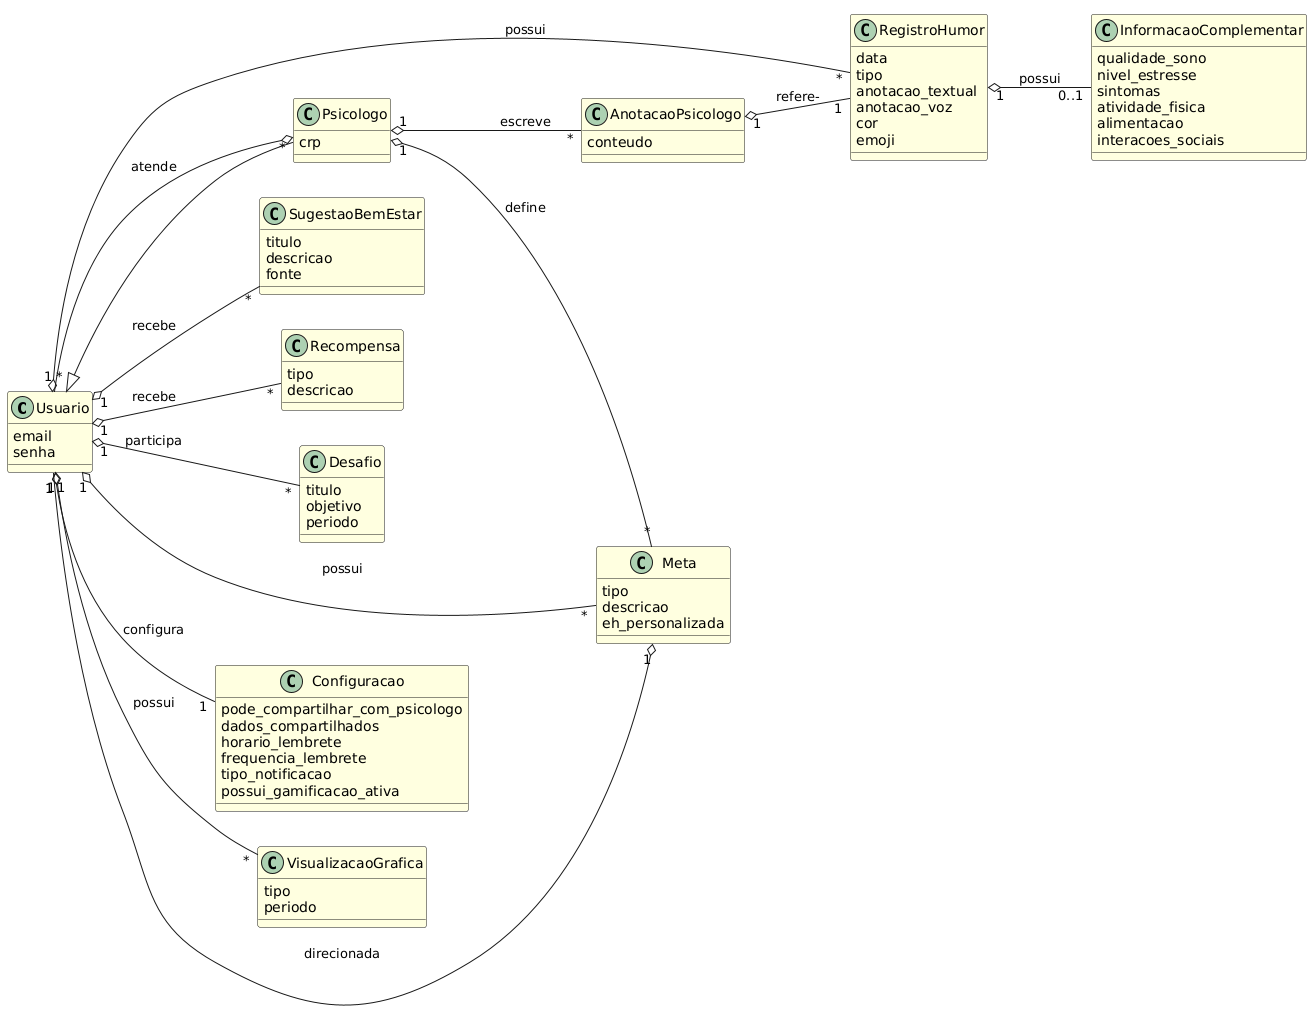 possui
RegistroHumor
data
tipo
anotacao_textual
anotacao_voz
cor
emoji
*
1
1
possui
0..1
InformacaoComplementar
qualidade_sono
nivel_estresse
sintomas
atividade_fisica
alimentacao
interacoes_sociais
Psicologo
crp
*
1
1
escreve
*
AnotacaoPsicologo
conteudo
1
refere-
atende
define
SugestaoBemEstar
titulo
descricao
fonte
recebe
*
Recompensa
tipo
descricao
recebe
*
1
*
Usuario
email
senha
1
1
1
participa
Desafio
titulo
objetivo
periodo
*
1
1
1
1
possui
*
*
Meta
tipo
descricao
eh_personalizada
1
configura
1
Configuracao
pode_compartilhar_com_psicologo
dados_compartilhados
horario_lembrete
frequencia_lembrete
tipo_notificacao
possui_gamificacao_ativa
possui
*
VisualizacaoGrafica
tipo
periodo
direcionada